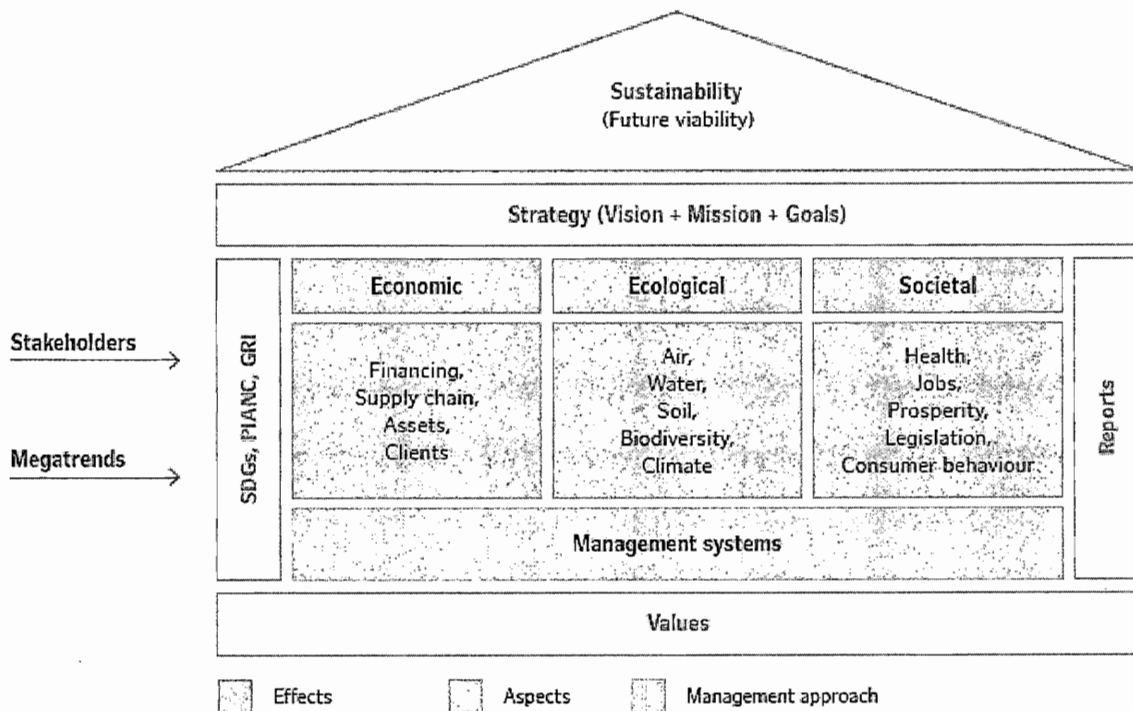 Sustainability
(Future viability)
Strategy (Vision + Mission + Goals)
Stakeholders
Megatrends
SDGs, PIANC, GRI
Economic
Financing,
Supply chain,
Assets,
Clients
Ecological
Air,
Water,
Soil,
Biodiversity,
Climate
Societal
Health,
Jobs,
Prosperity,
Legislation,
Consumer behaviour
Reports
Management systems
Values
Effects
Aspects
Management approach